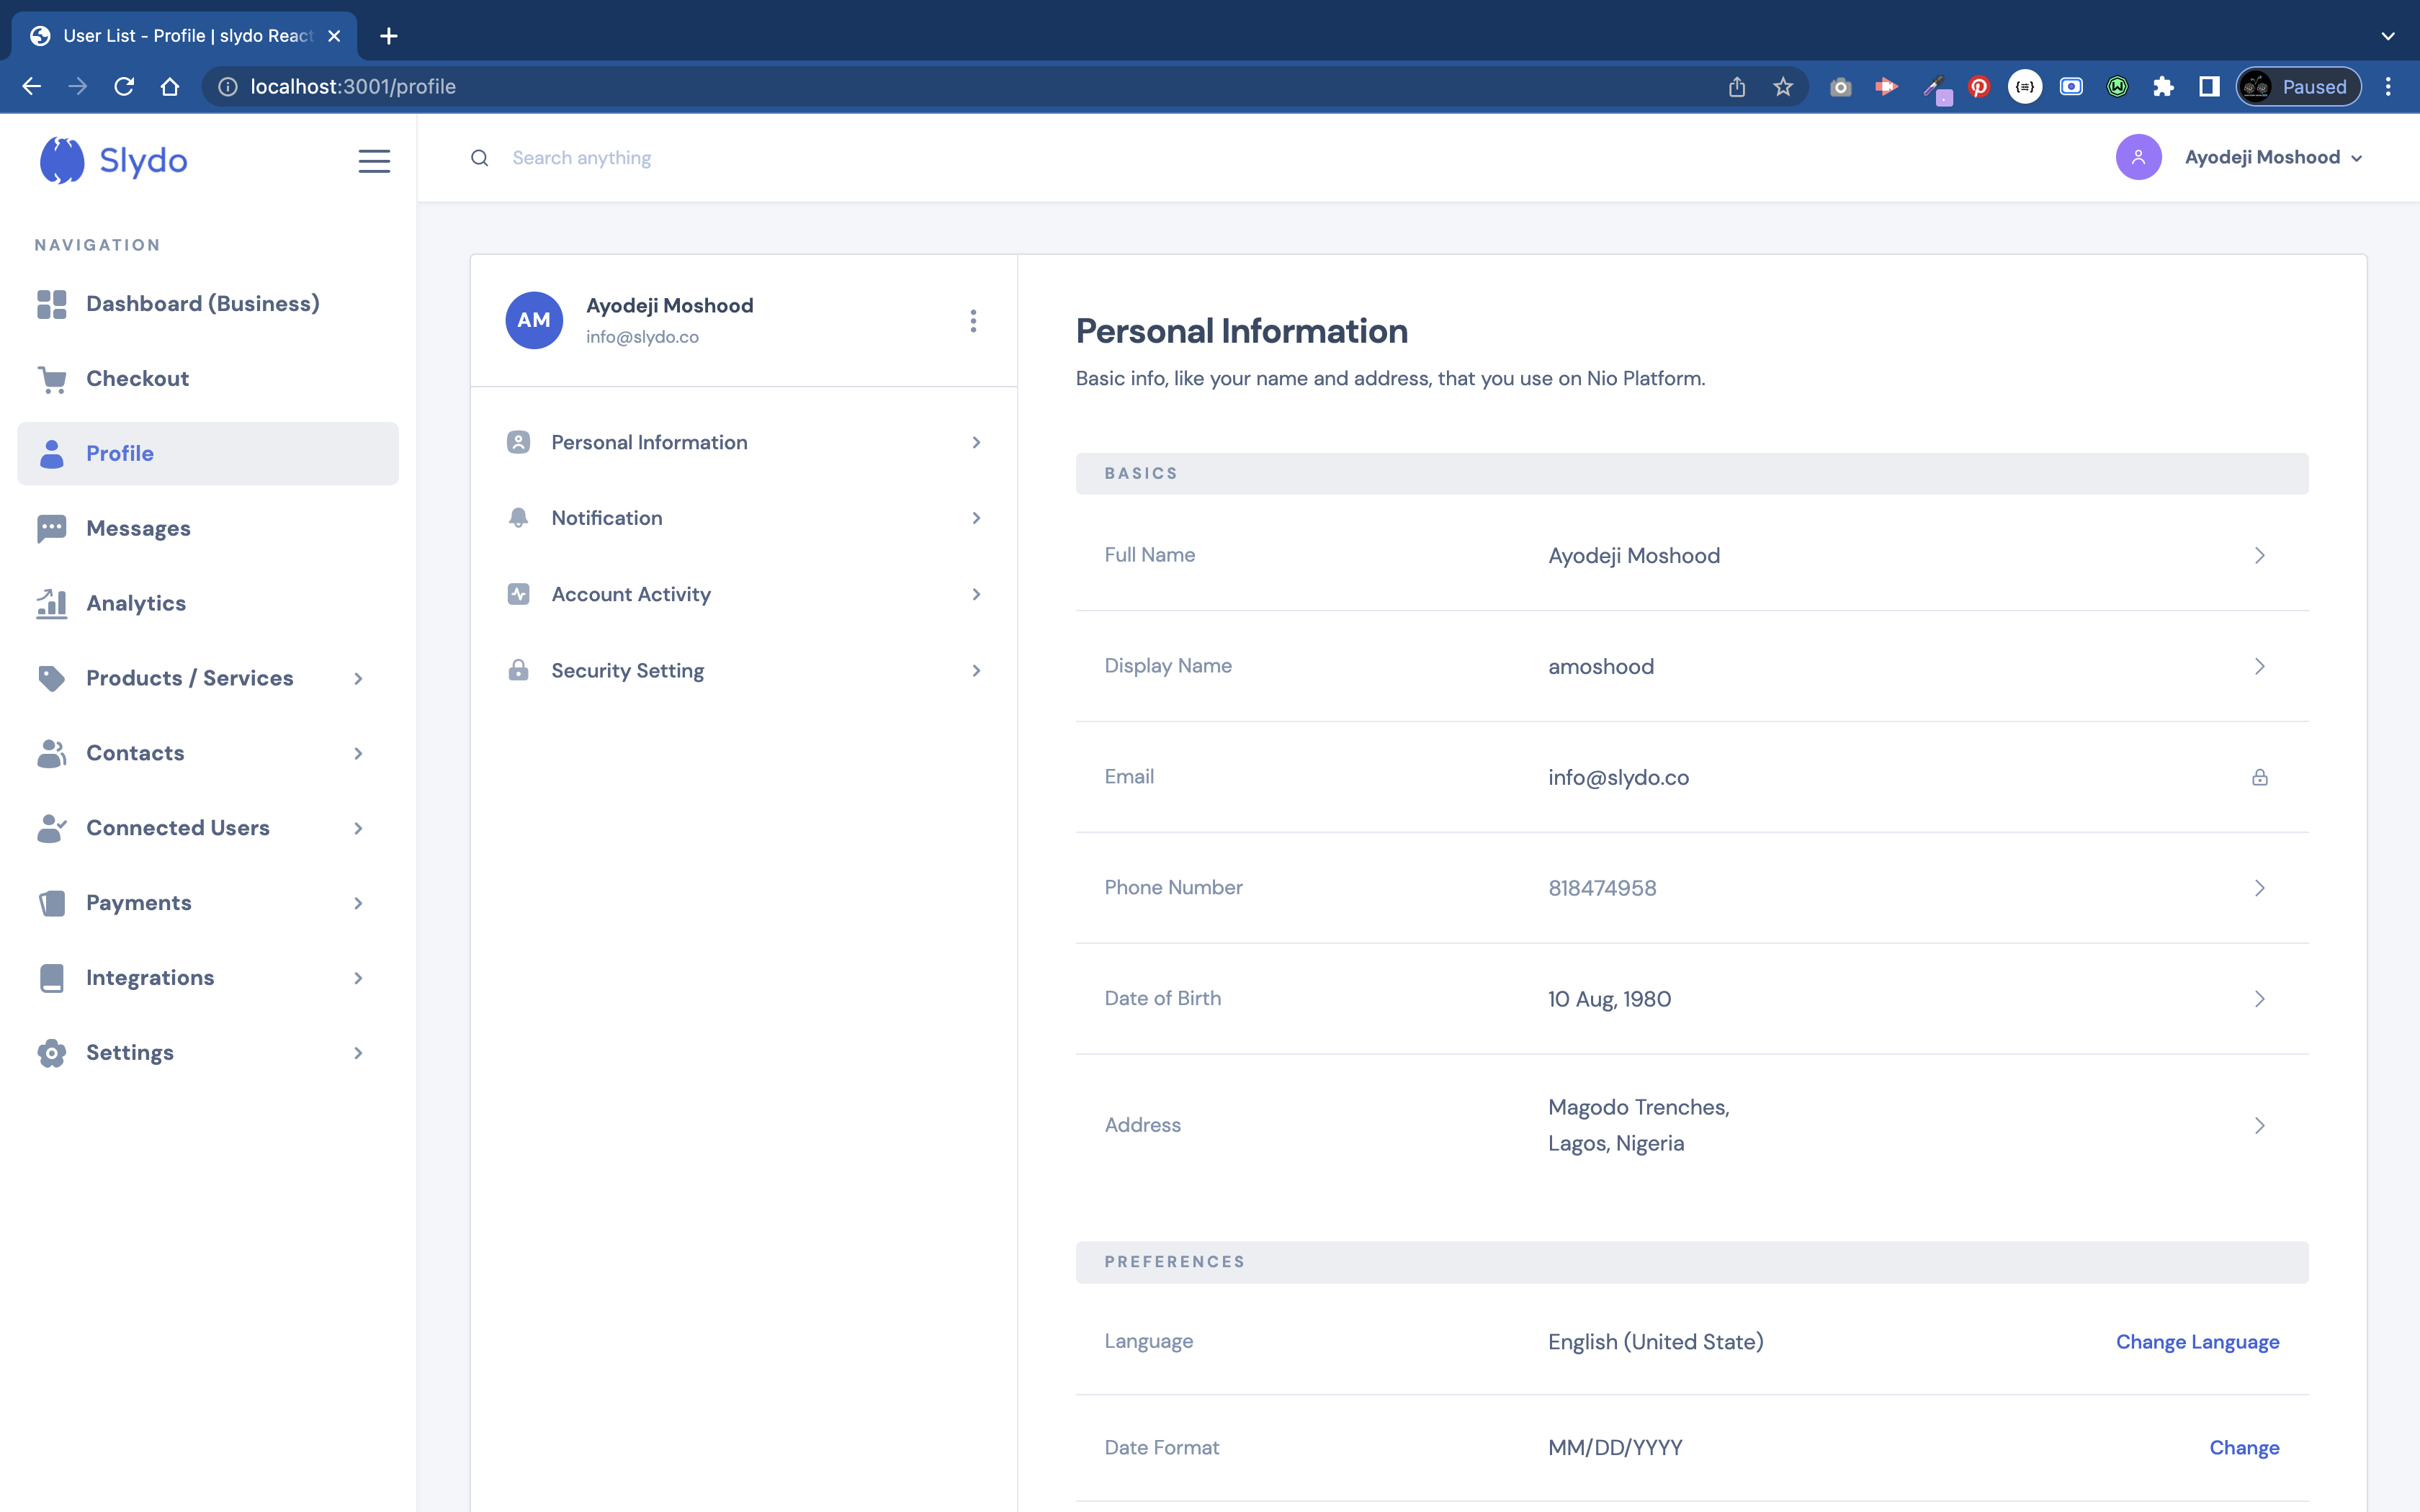 User List - Profile | slydo React
localhost:3001/profile
Paused
Slydo
Search anything
Ayodeji Moshood
NAVIGATION
Dashboard (Business)
Checkout
Profile
Messages
Analytics
Products / Services
Contacts
Connected Users
Payments
Integrations
Settings
AM
Ayodeji Moshood
info@slydo.co
Personal Information
Notification
Account Activity
Security Setting
Personal Information
Basic info, like your name and address, that you use on Nio Platform.
BASICS
Full Name Ayodeji Moshood
Display Name amoshood
Email info@slydo.co
Phone Number 818474958
Date of Birth 10 Aug, 1980
Address Magodo Trenches,
Lagos, Nigeria
PREFERENCES
Language English (United State) Change Language
Date Format MM/DD/YYYY Change